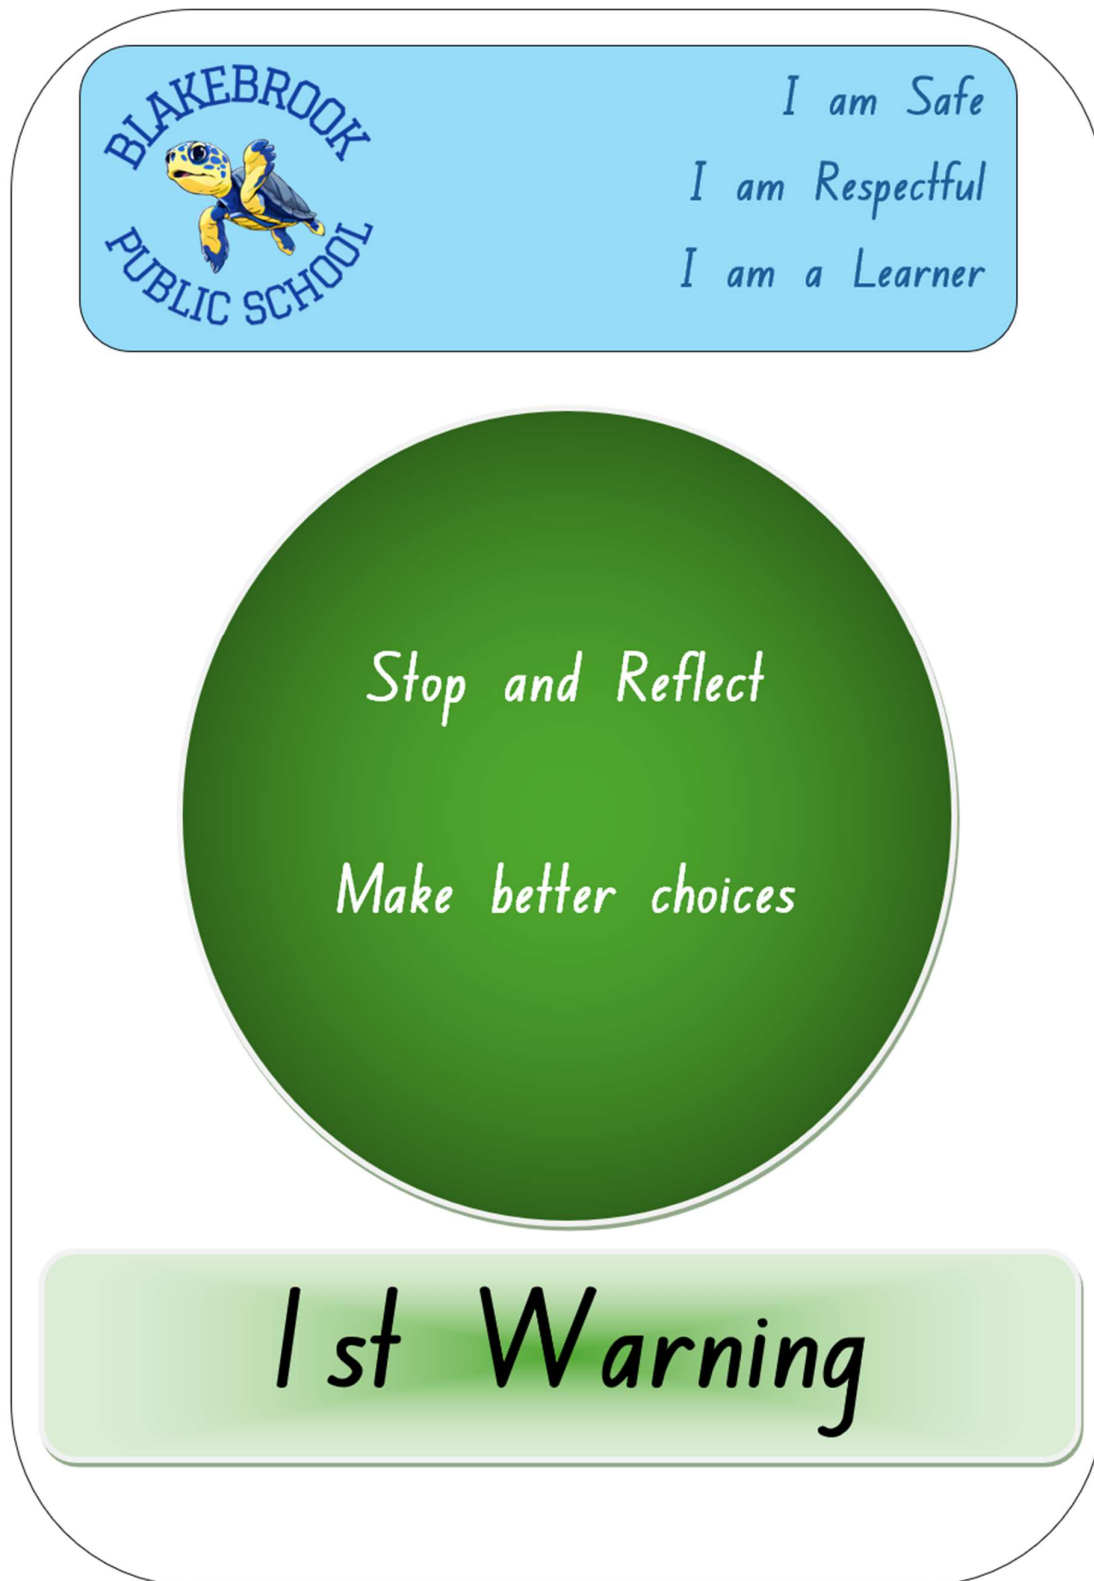 BLAKEBROOK
PUBLIC SCHOOL
I am Safe
I am Respectful
I am a Learner
Stop and Reflect
Make better choices
1st Warning